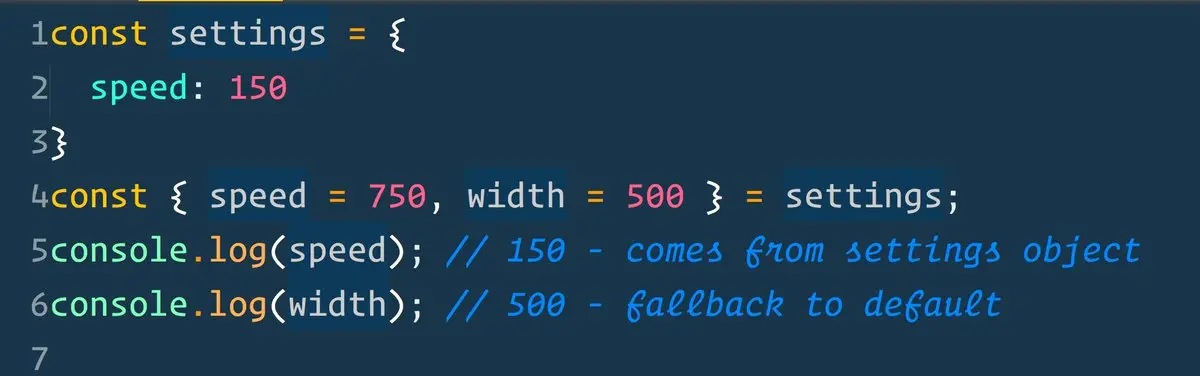 1const settings = {
2  speed: 150
3}
4const { speed = 750, width = 500 } = settings;
5console.log(speed); // 150 - comes from settings object
6console.log(width); // 500 - fallback to default
7